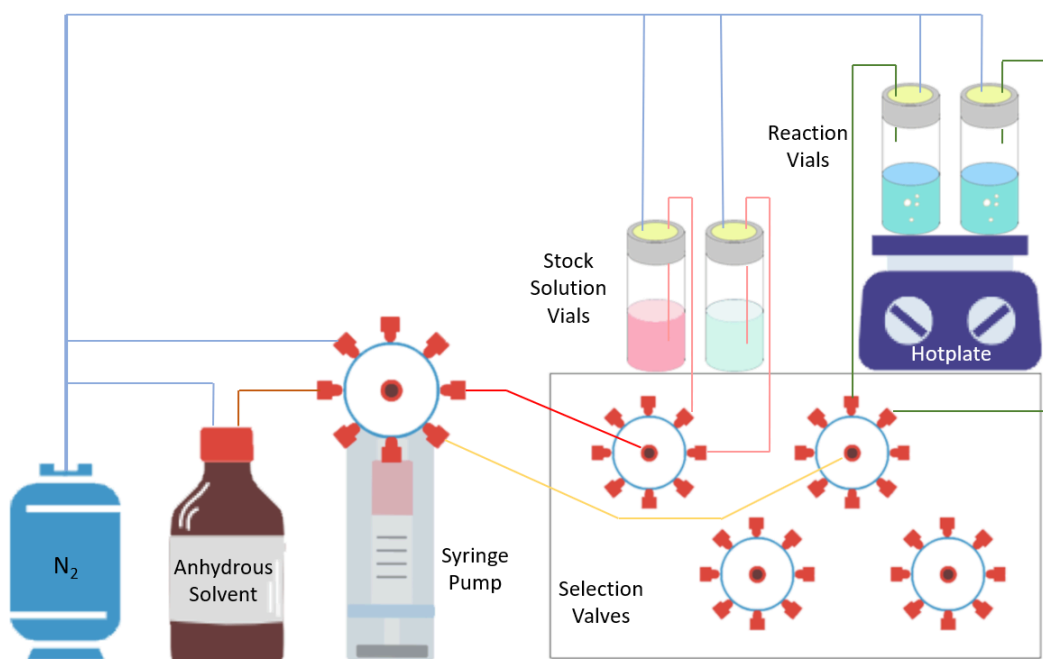 Reaction
Vials
Stock
Solution
Vials
Hotplate
N₂
Anhydrous
Solvent
Syringe
Pump
Selection
Valves